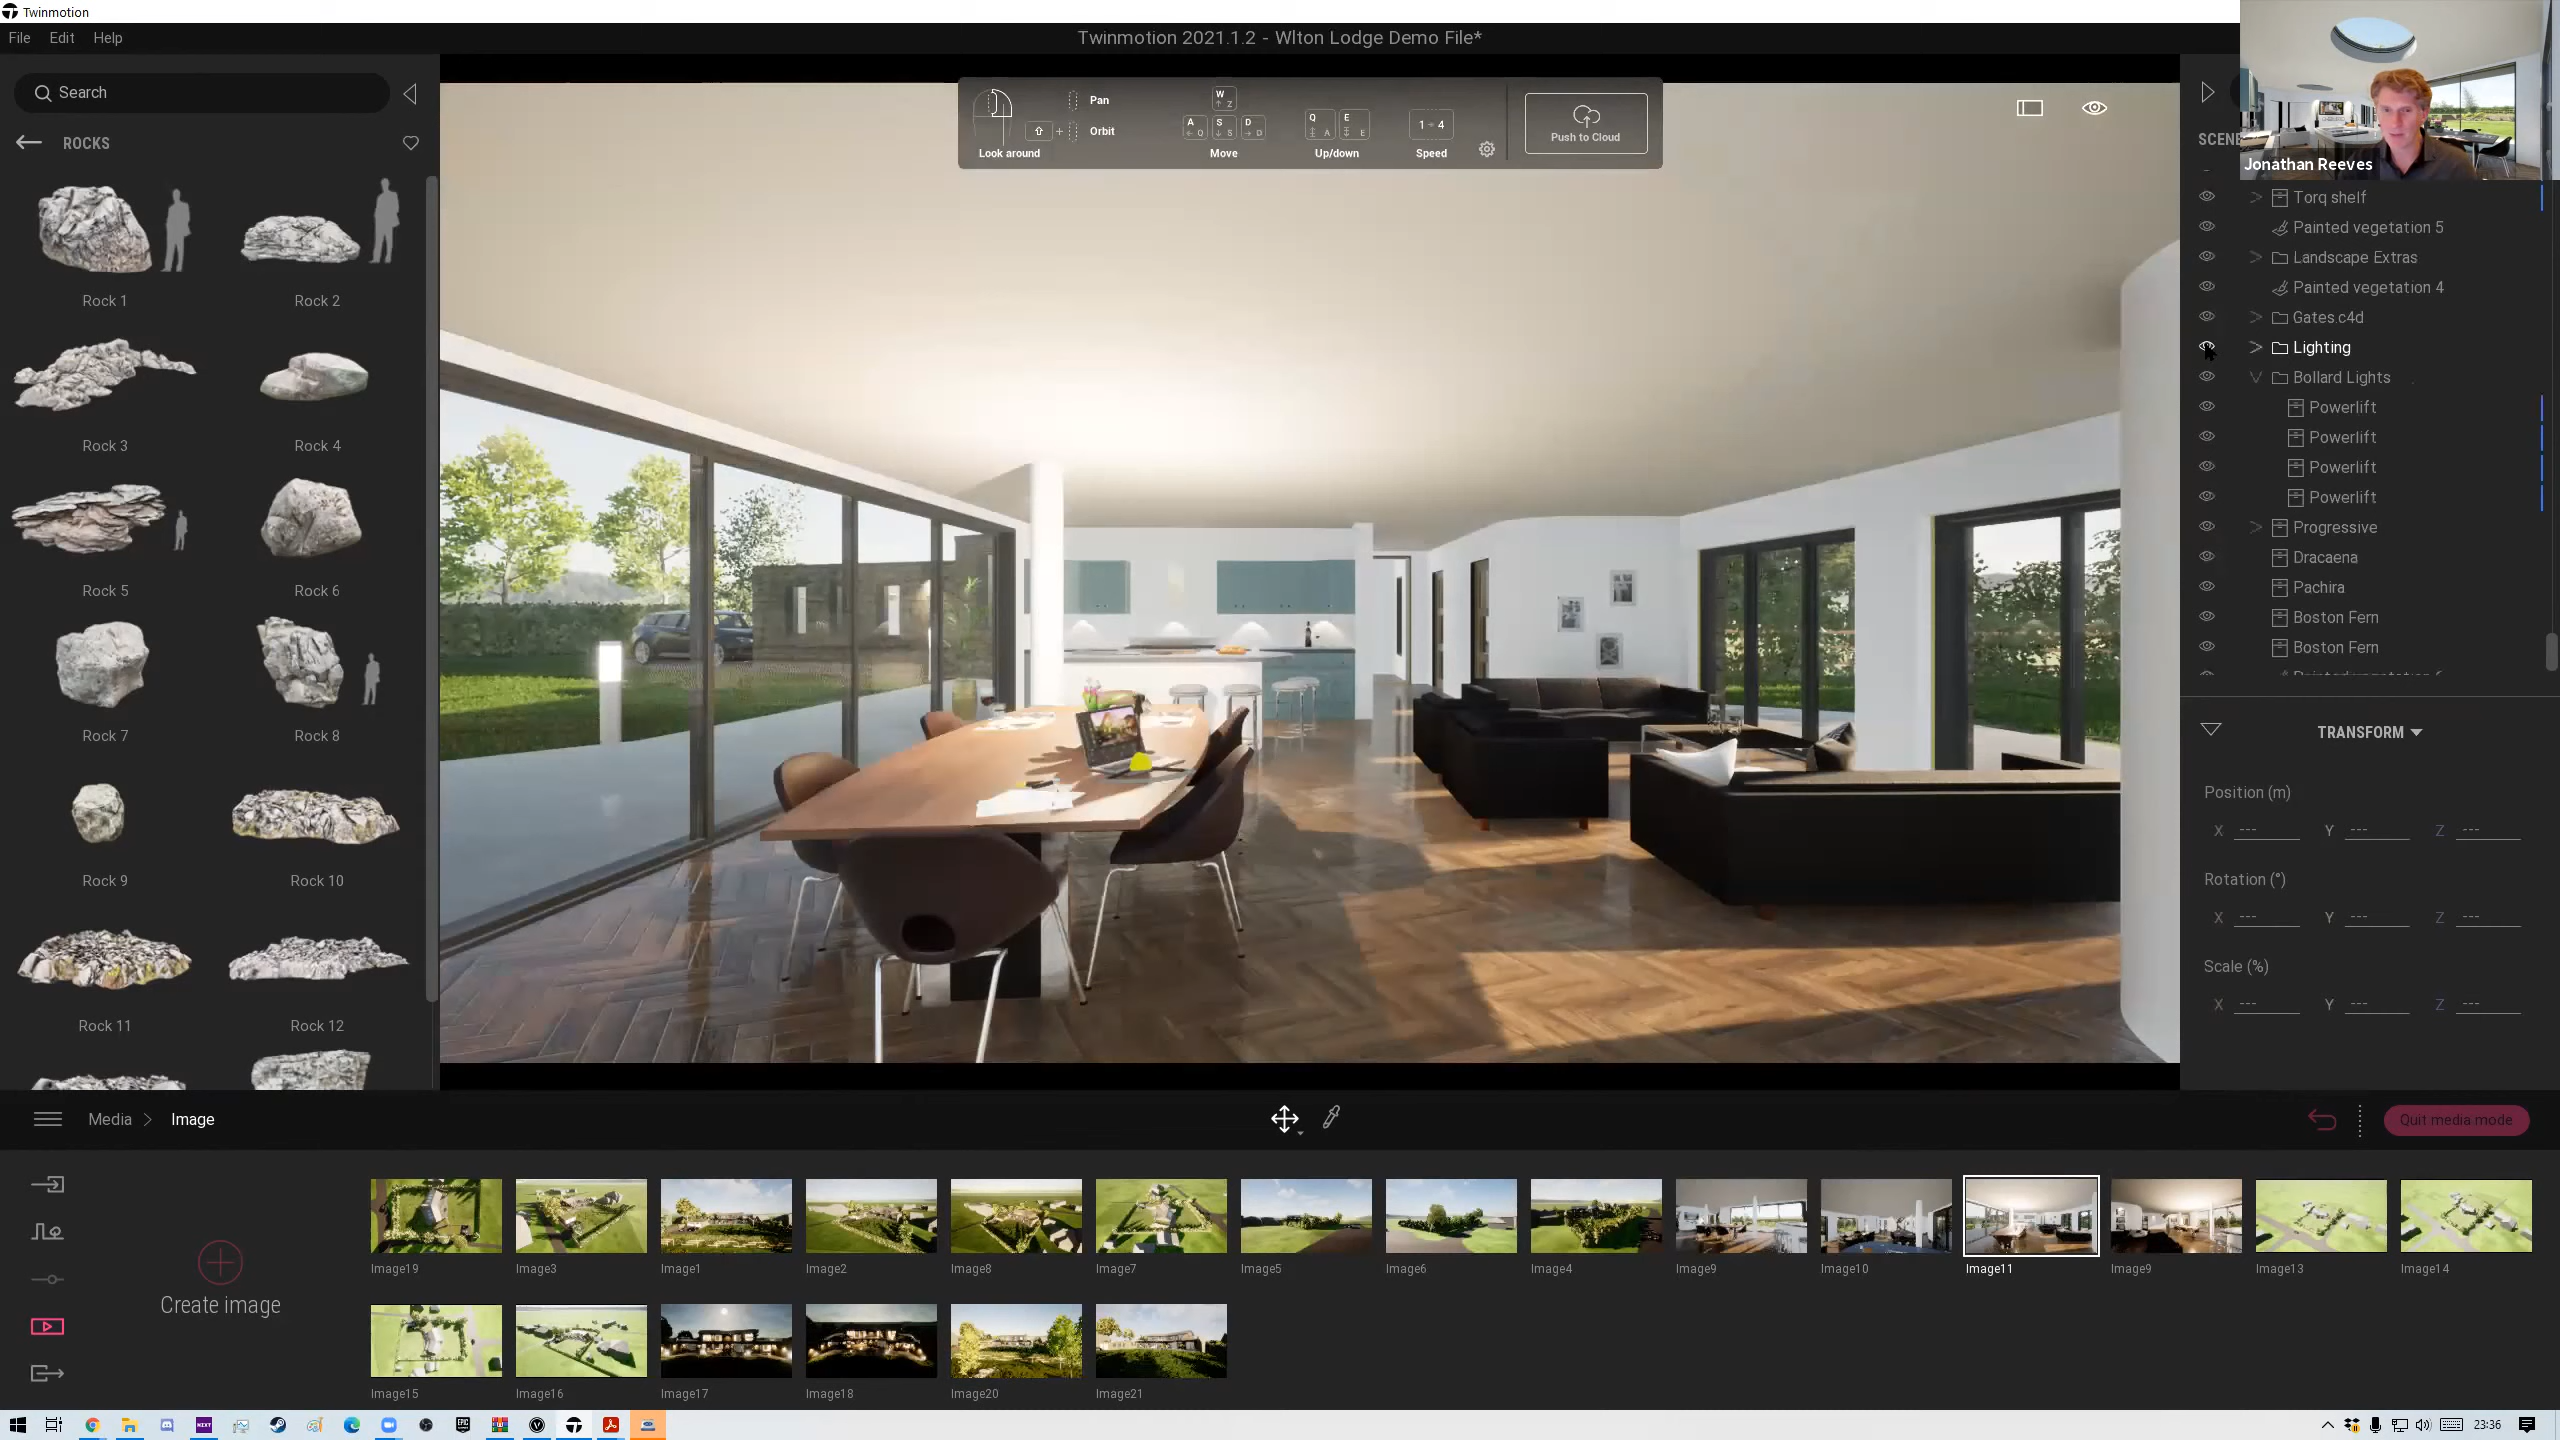 Twinmotion
File Edit Help
Twinmotion 2021.1.2 - Wlton Lodge Demo File*
Search
ROCKS
Rock 1
Rock 2
Rock 3
Rock 4
Rock 5
Rock 6
Rock 7
Rock 8
Rock 9
Rock 10
Rock 11
Rock 12
Look around
Pan
Orbit
W Z
A Q S S D D
Move
Q A E E
Up/down
1 ÷ 4
Speed
Push to Cloud
Jonathan Reeves
SCENE
Torq shelf
Painted vegetation 5
Landscape Extras
Painted vegetation 4
Gates.c4d
Lighting
Bollard Lights
Powerlift
Powerlift
Powerlift
Powerlift
Progressive
Dracaena
Pachira
Boston Fern
Boston Fern
TRANSFORM
Position (m)
X --- Y --- Z ---
Rotation (°)
X --- Y --- Z ---
Scale (%)
X --- Y --- Z ---
Media > Image
Quit media mode
Create image
Image19 Image3 Image1 Image2 Image8 Image7 Image5 Image6 Image4 Image9 Image10 Image11 Image9 Image13 Image14
Image15 Image16 Image17 Image18 Image20 Image21
23:36